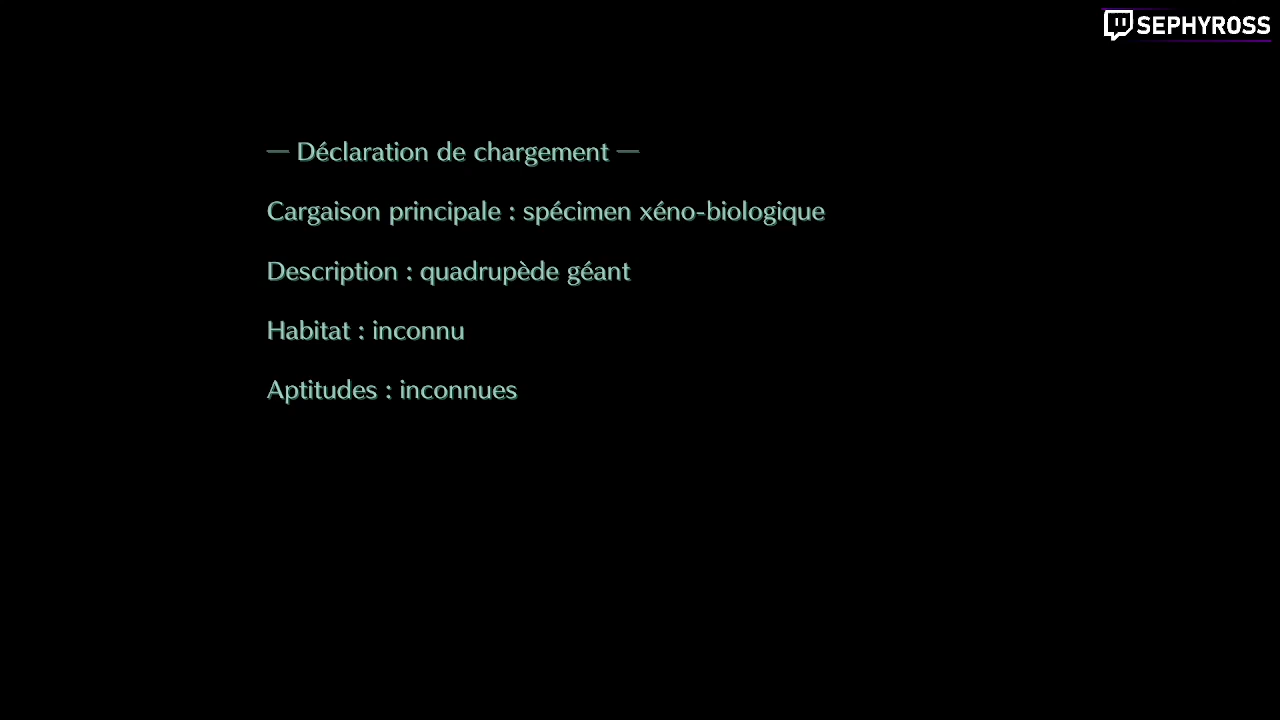 SEPHYROSS
— Déclaration de chargement —
Cargaison principale : spécimen xéno-biologique
Description : quadrupède géant
Habitat : inconnu
Aptitudes : inconnues